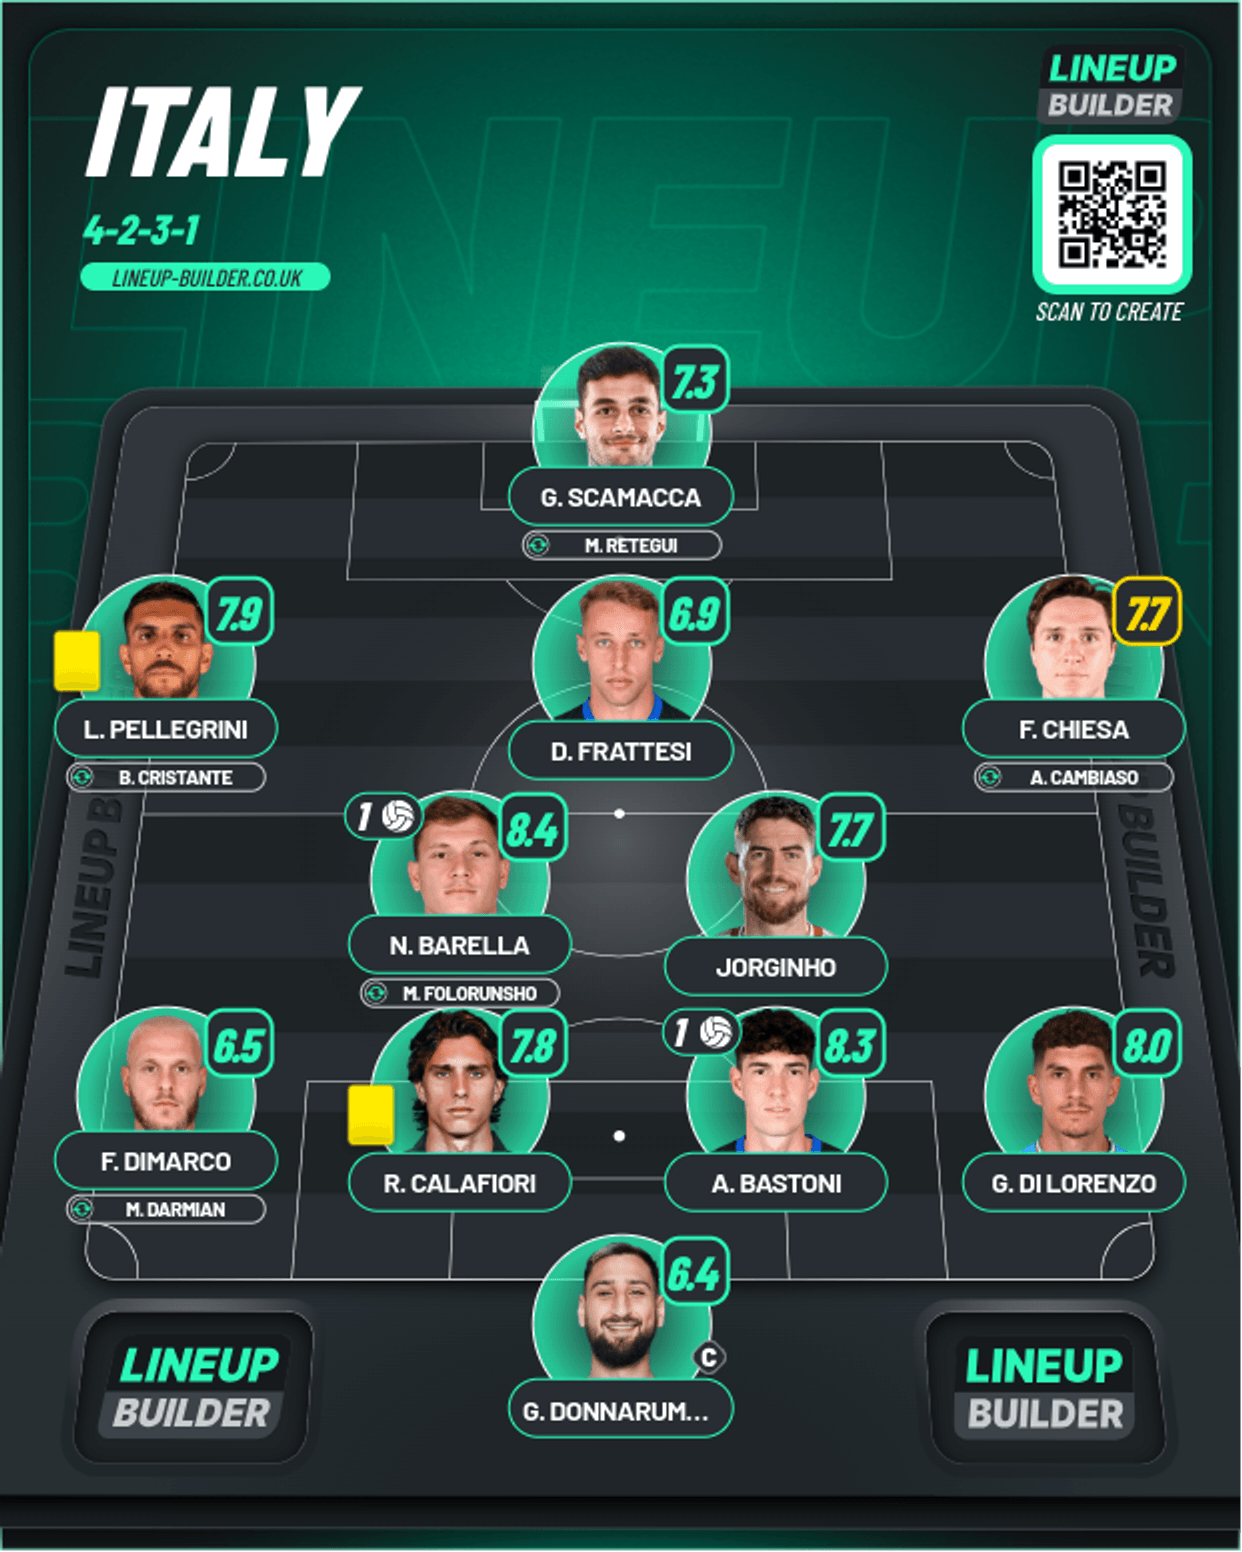 ITALY
4-2-3-1
LINEUP-BUILDER.CO.UK
LINEUP
BUILDER
SCAN TO CREATE
7.3
G. SCAMACCA
M. RETEGUI
7.9
L. PELLEGRINI
B. CRISTANTE
6.9
D. FRATTESI
7.7
F. CHIESA
A. CAMBIASO
1
8.4
N. BARELLA
M. FOLORUNSHO
7.7
JORGINHO
LINEUP B
BUILDER
6.5
F. DIMARCO
M. DARMIAN
7.8
R. CALAFIORI
1
8.3
A. BASTONI
8.0
G. DI LORENZO
6.4
C
G. DONNARUM...
LINEUP
BUILDER
LINEUP
BUILDER